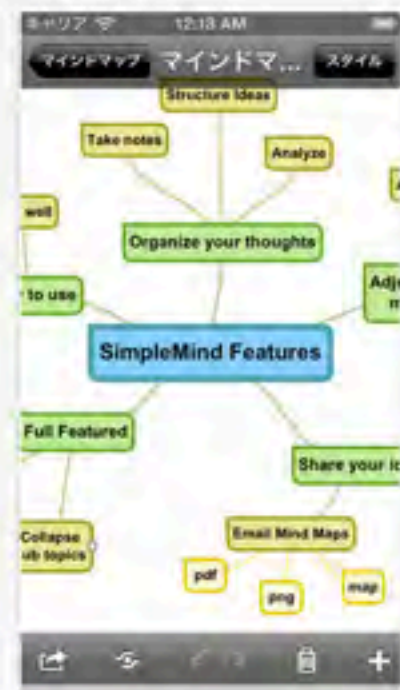 キャリア 12:13 AM
マインドマップ マインドマ... スタイル
Structure Ideas
Take notes
Analyze
well
Organize your thoughts
to use
Adj
SimpleMind Features
Full Featured
Share your ic
Collapse
ub topics
Email Mind Maps
pdf
png
map